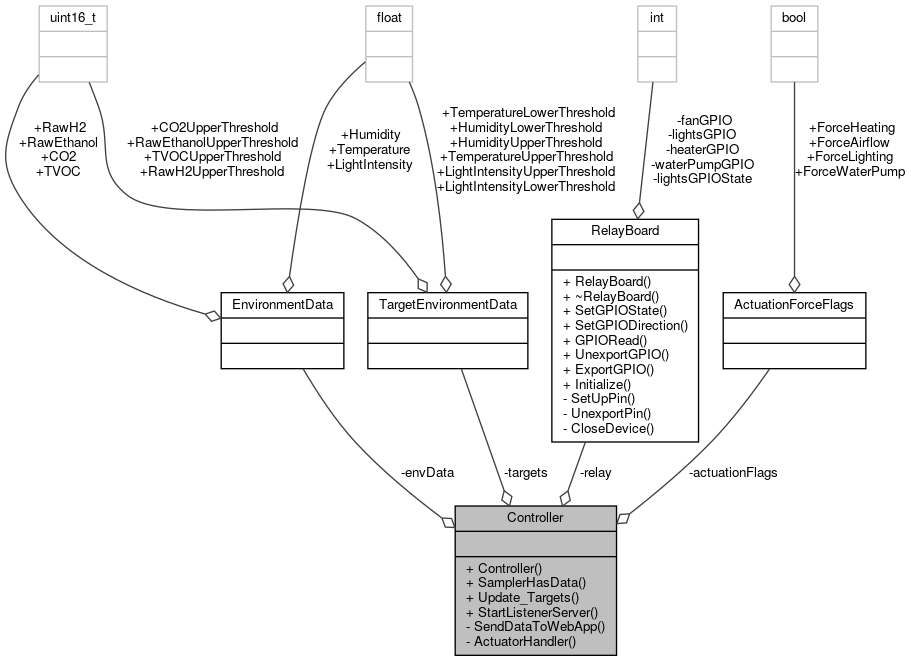 uint16_t
float
int
bool
+RawH2
+RawEthanol
+CO2
+TVOC
+CO2UpperThreshold
+RawEthanolUpperThreshold
+TVOCUpperThreshold
+RawH2UpperThreshold
+Humidity
+Temperature
+LightIntensity
+TemperatureLowerThreshold
+HumidityLowerThreshold
+HumidityUpperThreshold
+TemperatureUpperThreshold
+LightIntensityUpperThreshold
+LightIntensityLowerThreshold
-fanGPIO
-lightsGPIO
-heaterGPIO
-waterPumpGPIO
-lightsGPIOState
+ForceHeating
+ForceAirflow
+ForceLighting
+ForceWaterPump
EnvironmentData
TargetEnvironmentData
RelayBoard
+ RelayBoard()
+ ~RelayBoard()
+ SetGPIOState()
+ SetGPIODirection()
+ GPIORead()
+ UnexportGPIO()
+ ExportGPIO()
+ Initialize()
- SetUpPin()
- UnexportPin()
- CloseDevice()
ActuationForceFlags
-envData
-targets
-relay
-actuationFlags
Controller
+ Controller()
+ SamplerHasData()
+ Update_Targets()
+ StartListenerServer()
- SendDataToWebApp()
- ActuatorHandler()